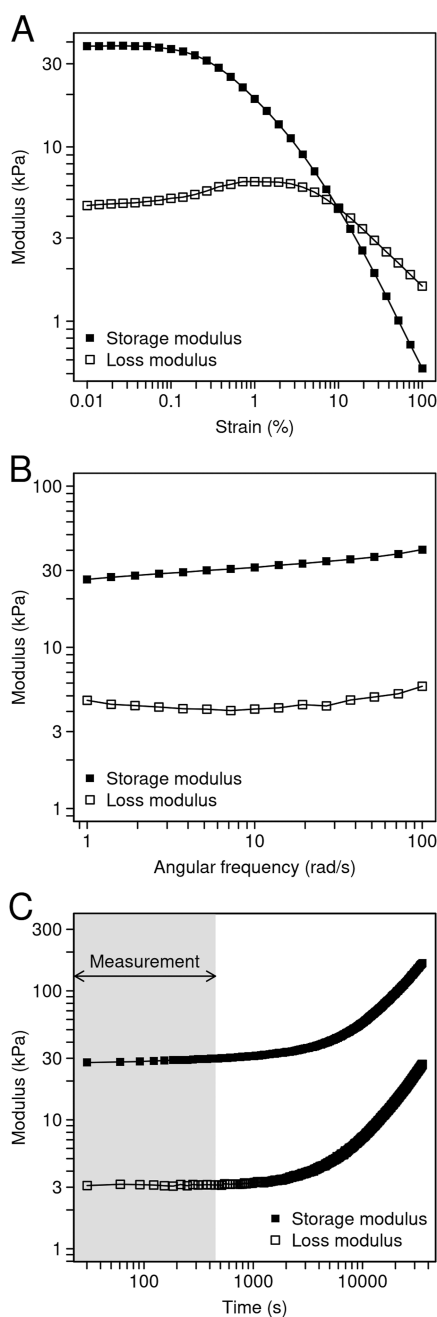 A
30
10
3
1
Modulus (kPa)
Storage modulus
Loss modulus
0.01 0.1 1 10 100
Strain (%)
B
100
30
10
3
1
Modulus (kPa)
Storage modulus
Loss modulus
1 10 100
Angular frequency (rad/s)
C
300
100
30
10
3
1
Modulus (kPa)
Measurement
Storage modulus
Loss modulus
100 1000 10000
Time (s)